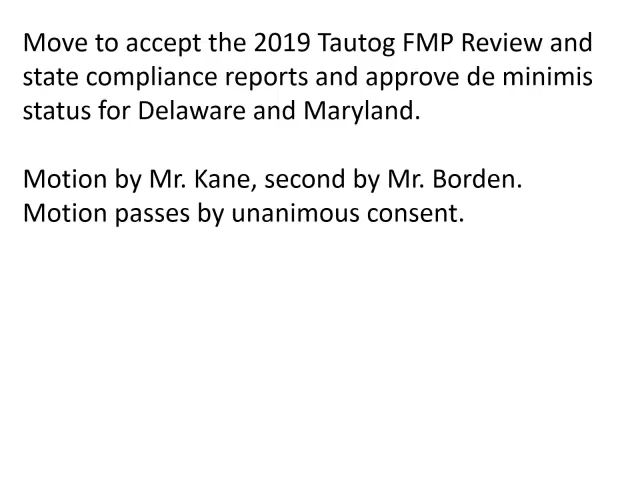 Move to accept the 2019 Tautog FMP Review and
state compliance reports and approve de minimis
status for Delaware and Maryland.
Motion by Mr. Kane, second by Mr. Borden.
Motion passes by unanimous consent.